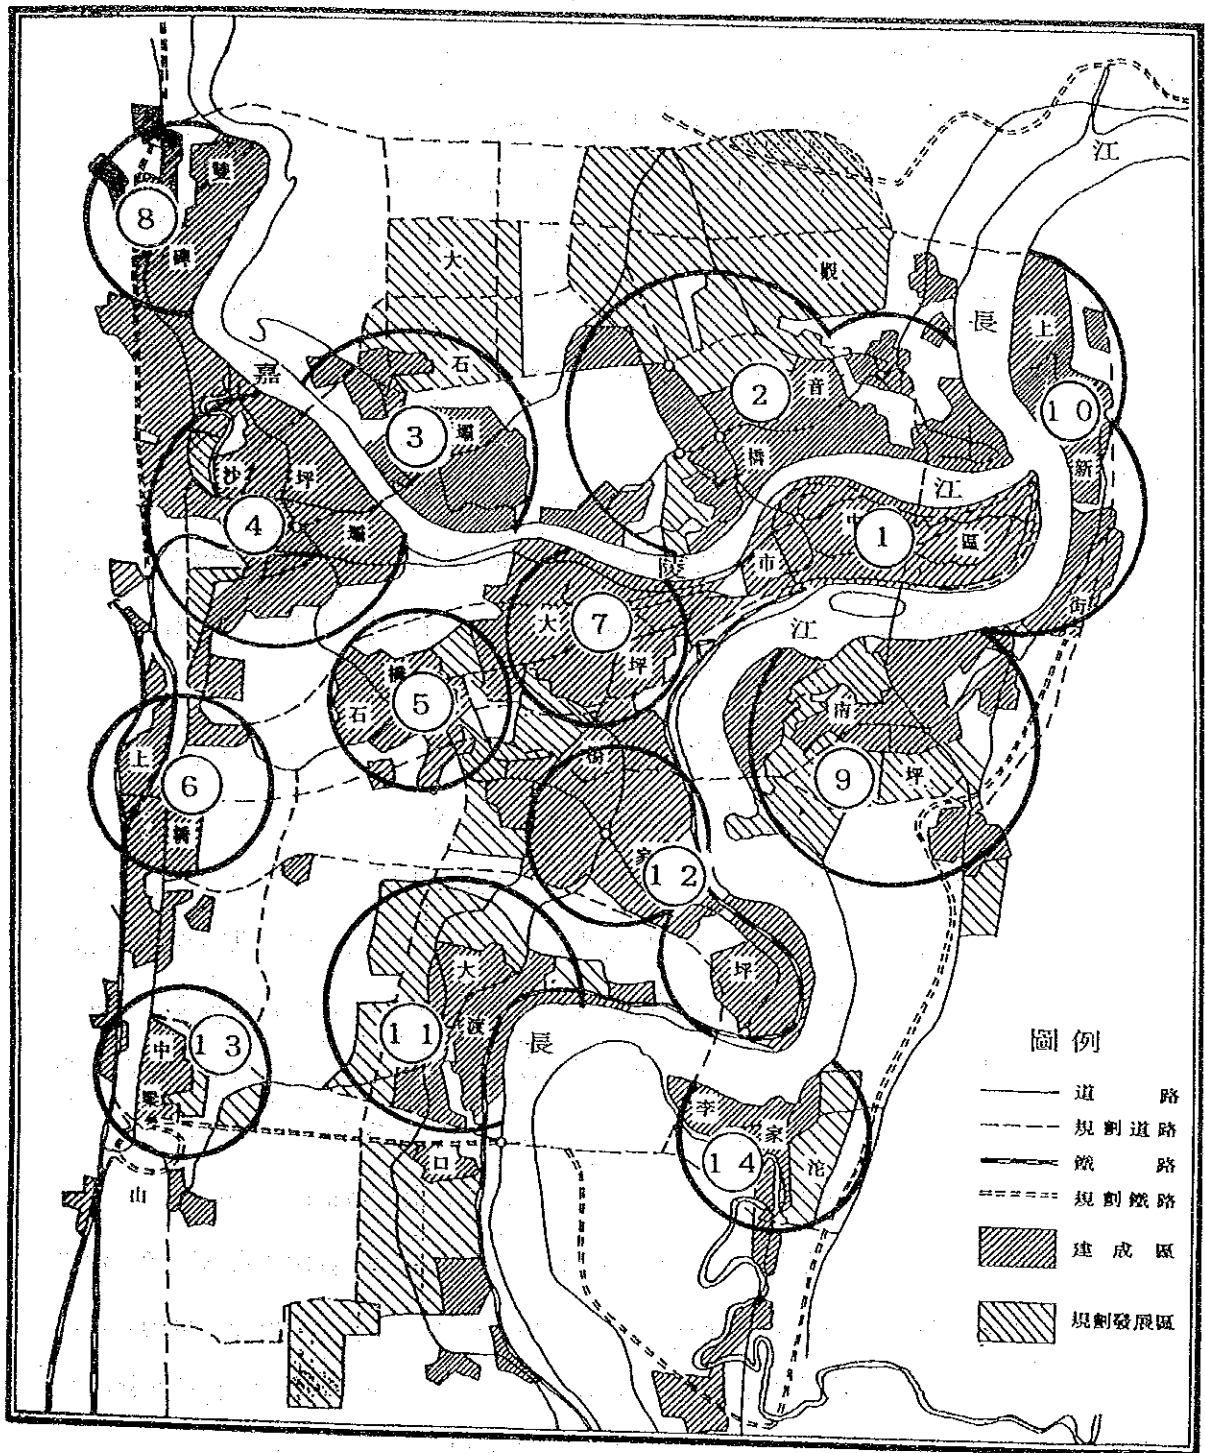 江
長
雙
8
碑
大
石
3
壩
觀
2
音
橋
上
10
新
街
嘉
陵
江
沙
坪
4
壩
市
中
1
區
江
大
7
坪
橋
5
石
上
6
橋
南
9
坪
街
家
12
坪
大
11
渡
口
長
中
13
梁
山
李
家
14
沱
圖例
道路
規劃道路
鐵路
規劃鐵路
建成區
規劃發展區